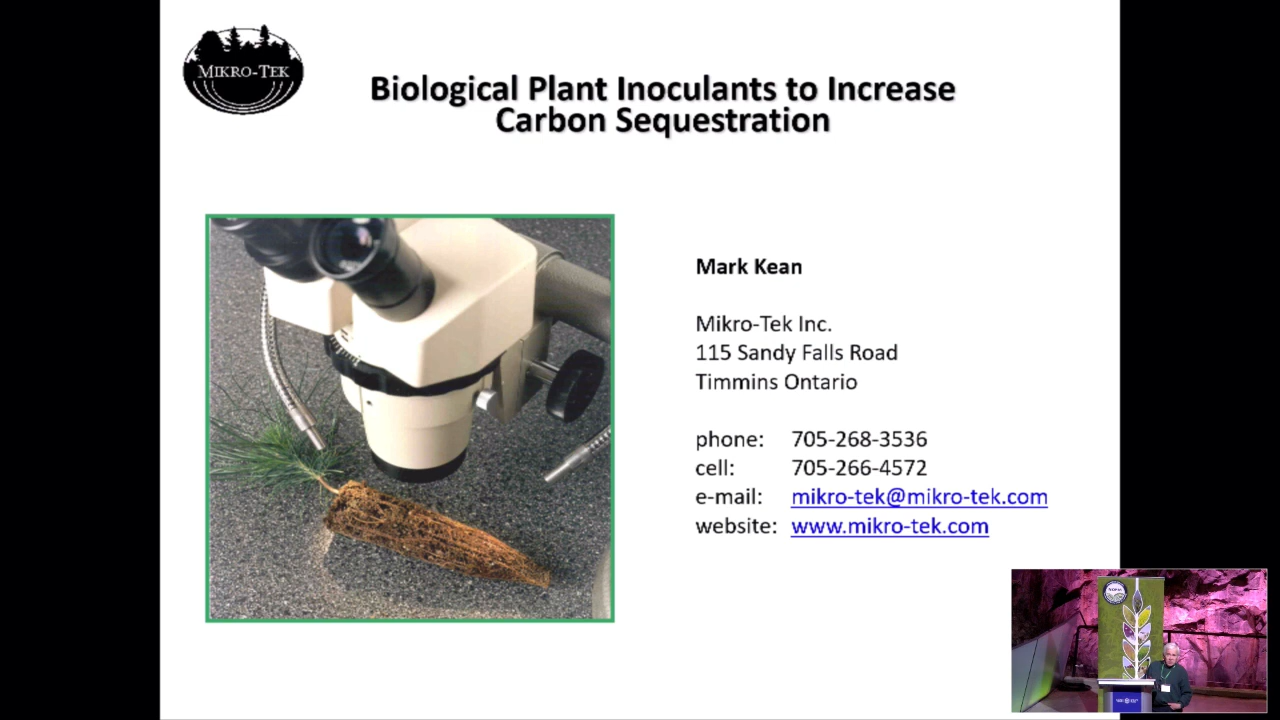 MIKRO-TEK
Biological Plant Inoculants to Increase
Carbon Sequestration
Mark Kean
Mikro-Tek Inc.
115 Sandy Falls Road
Timmins Ontario
phone: 705-268-3536
cell: 705-266-4572
e-mail: mikro-tek@mikro-tek.com
website: www.mikro-tek.com